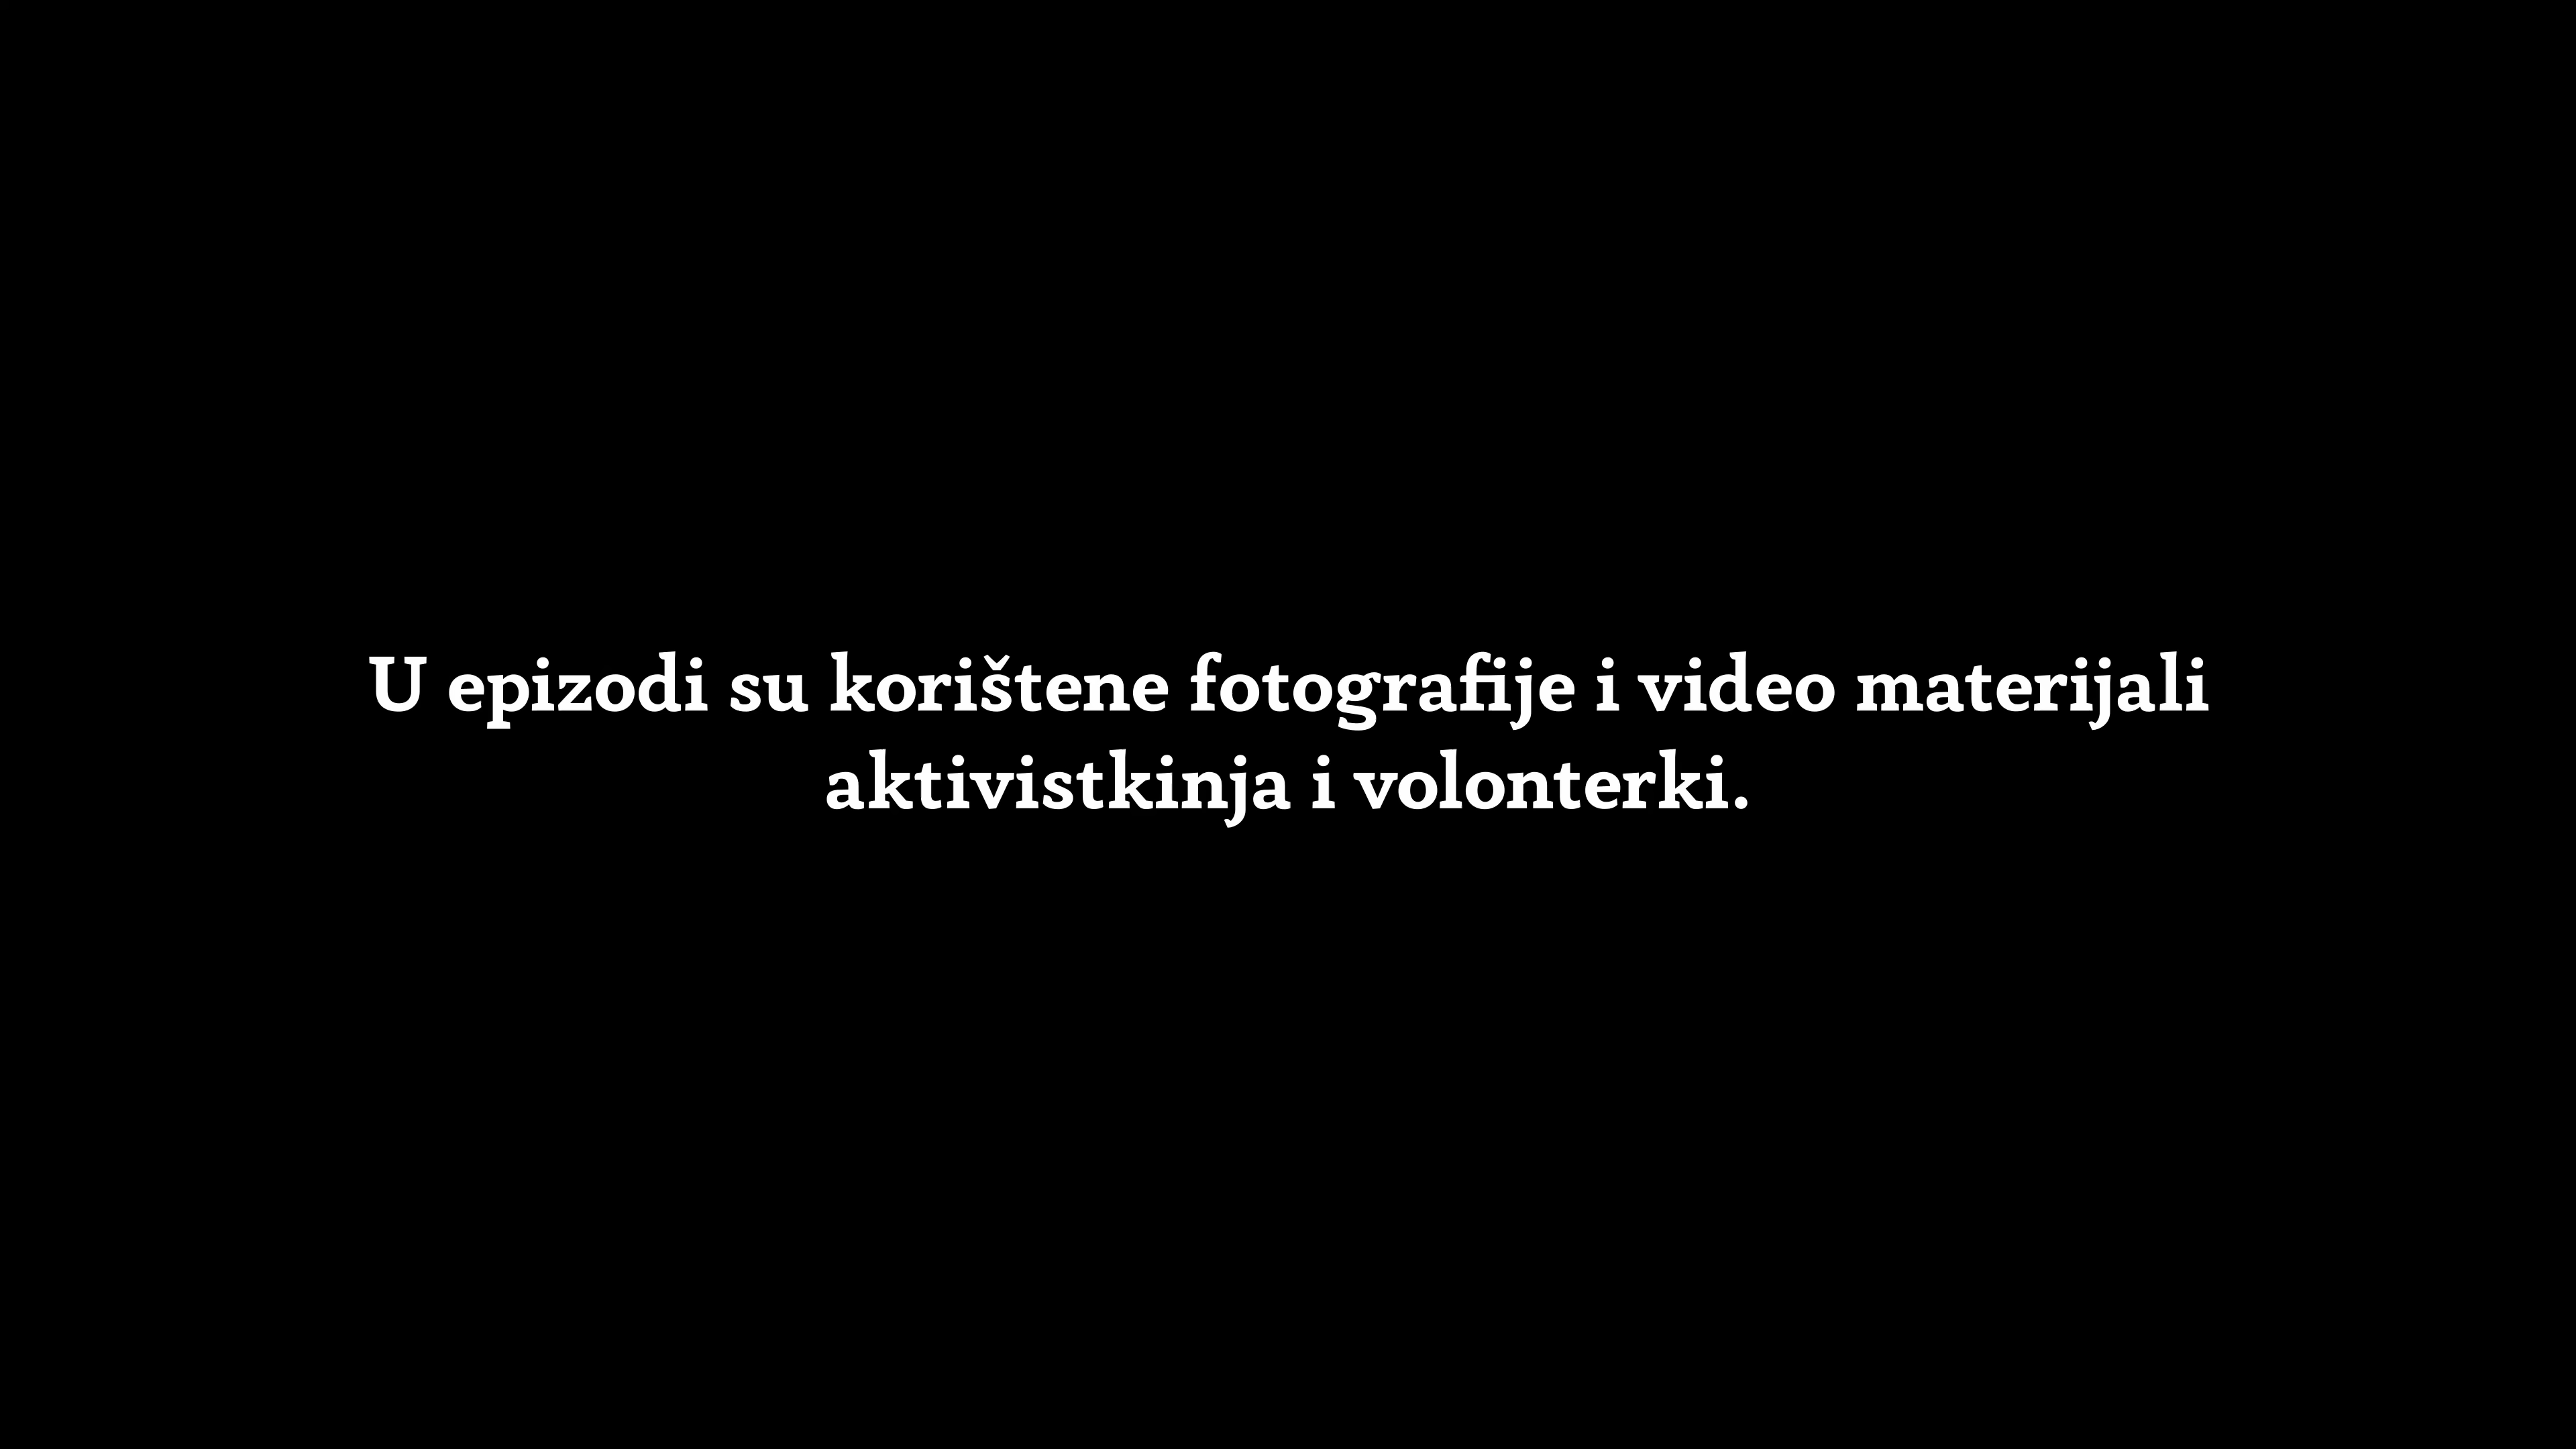 U epizodi su korištene fotografije i video materijali
aktivistkinja i volonterki.